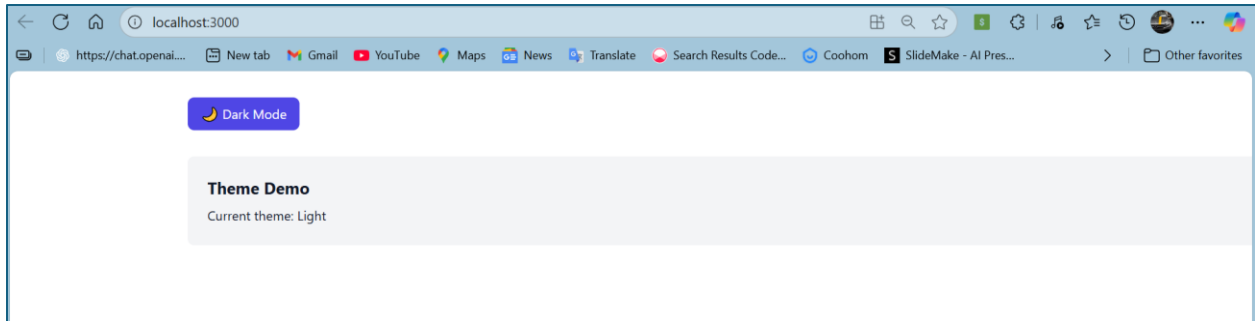 localhost:3000
https://chat.openai.... New tab Gmail YouTube Maps News Translate Search Results Code... Coohom SlideMake - AI Pres... Other favorites
🌙 Dark Mode
Theme Demo
Current theme: Light